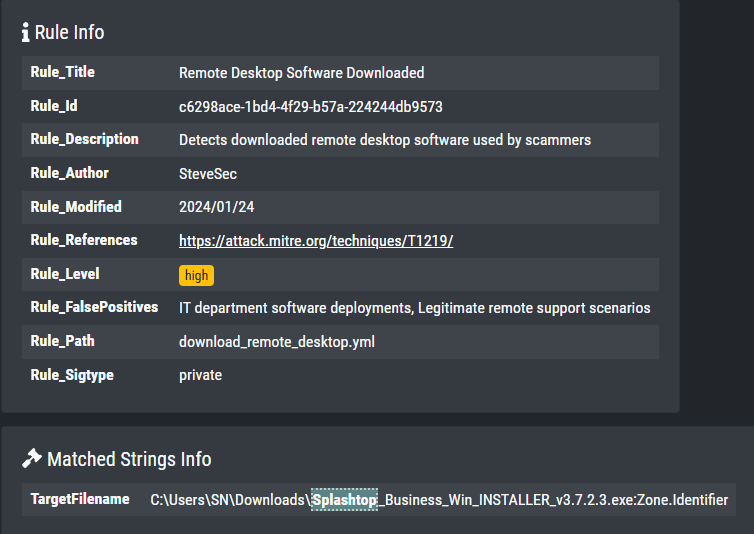 Rule Info
Rule_Title Remote Desktop Software Downloaded
Rule_Id c6298ace-1bd4-4f29-b57a-224244db9573
Rule_Description Detects downloaded remote desktop software used by scammers
Rule_Author SteveSec
Rule_Modified 2024/01/24
Rule_References https://attack.mitre.org/techniques/T1219/
Rule_Level high
Rule_FalsePositives IT department software deployments, Legitimate remote support scenarios
Rule_Path download_remote_desktop.yml
Rule_Sigtype private
Matched Strings Info
TargetFilename C:\Users\SN\Downloads\Splashtop_Business_Win_INSTALLER_v3.7.2.3.exe:Zone.Identifier